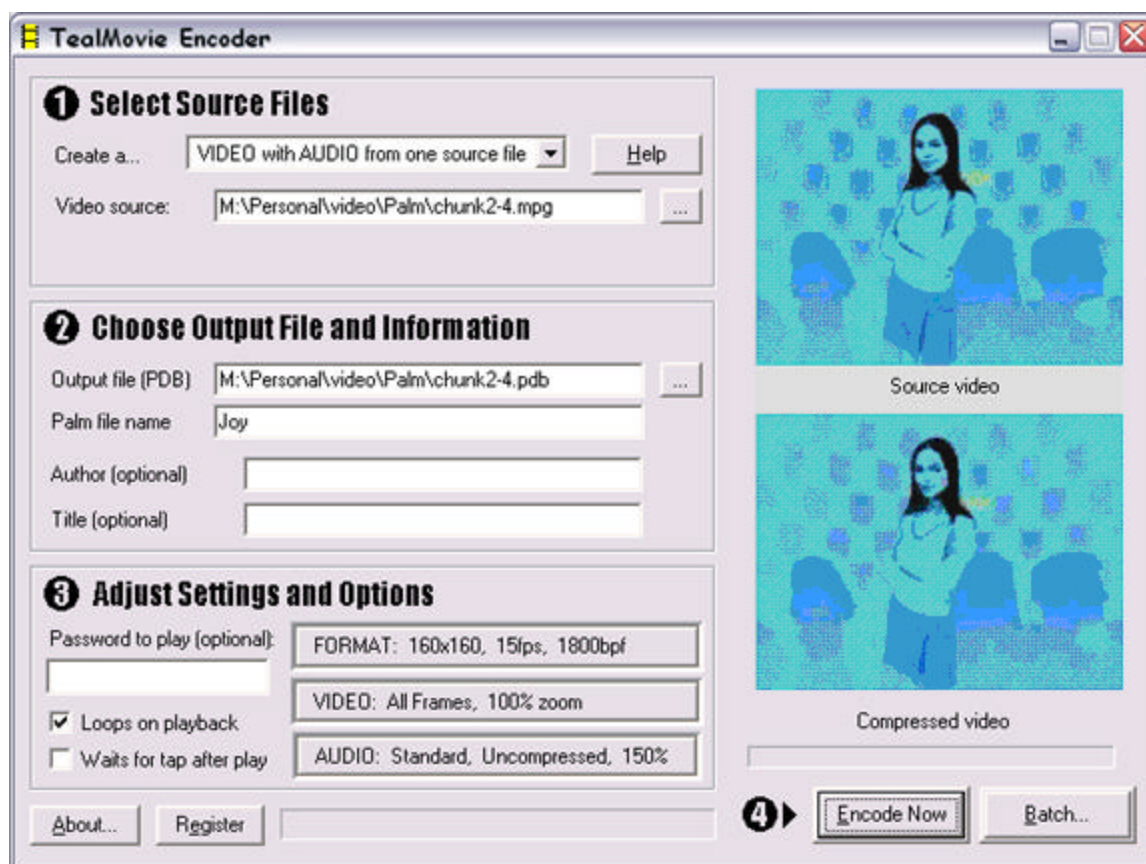 TealMovie Encoder
1 Select Source Files
Create a... VIDEO with AUDIO from one source file Help
Video source: M:\Personal\video\Palm\chunk2-4.mpg ...
Source video
2 Choose Output File and Information
Output file (PDB) M:\Personal\video\Palm\chunk2-4.pdb ...
Palm file name Joy
Author (optional)
Title (optional)
3 Adjust Settings and Options
Password to play (optional):
FORMAT: 160x160, 15fps, 1800bpf
VIDEO: All Frames, 100% zoom
Loops on playback
Waits for tap after play
AUDIO: Standard, Uncompressed, 150%
Compressed video
About... Register
4 Encode Now Batch...